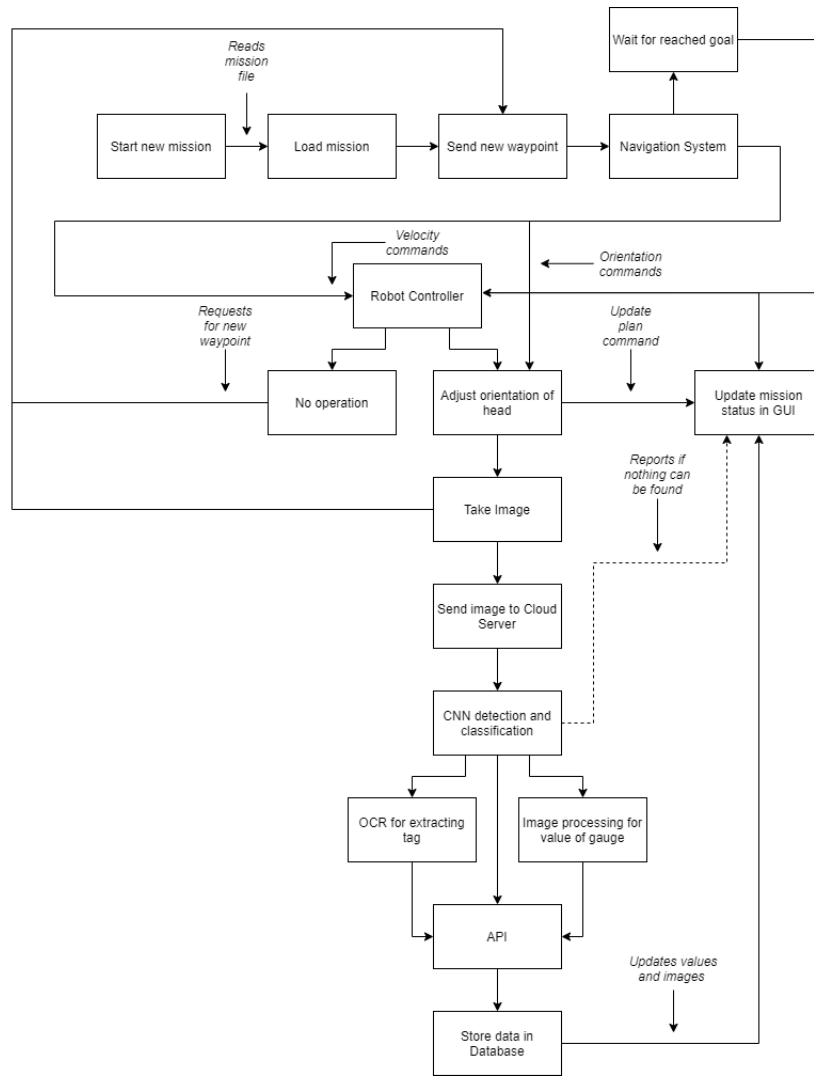 Wait for reached goal
Reads
mission
file
Start new mission
Load mission
Send new waypoint
Navigation System
Velocity
commands
Orientation
commands
Robot Controller
Requests
for new
waypoint
Update
plan
command
No operation
Adjust orientation of
head
Update mission
status in GUI
Reports if
nothing can
be found
Take Image
Send image to Cloud
Server
CNN detection and
classification
OCR for extracting
tag
Image processing for
value of gauge
API
Updates values
and images
Store data in
Database